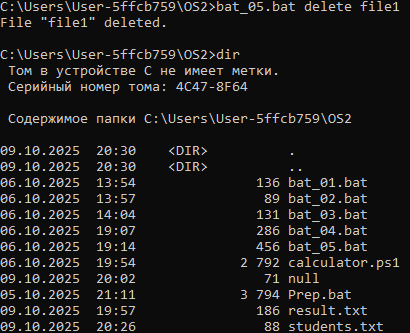 C:\Users\User-5ffcb759\OS2>bat_05.bat delete file1
File "file1" deleted.
C:\Users\User-5ffcb759\OS2>dir
Том в устройстве C не имеет метки.
Серийный номер тома: 4C47-8F64
Содержимое папки C:\Users\User-5ffcb759\OS2
09.10.2025  20:30    <DIR>          .
09.10.2025  20:30    <DIR>          ..
06.10.2025  13:54               136 bat_01.bat
06.10.2025  13:57                89 bat_02.bat
06.10.2025  14:04               131 bat_03.bat
06.10.2025  19:07               286 bat_04.bat
06.10.2025  19:14               456 bat_05.bat
06.10.2025  19:54             2 792 calculator.ps1
09.10.2025  20:02                71 null
05.10.2025  21:11             3 794 Prep.bat
09.10.2025  19:57               186 result.txt
09.10.2025  20:26                88 students.txt